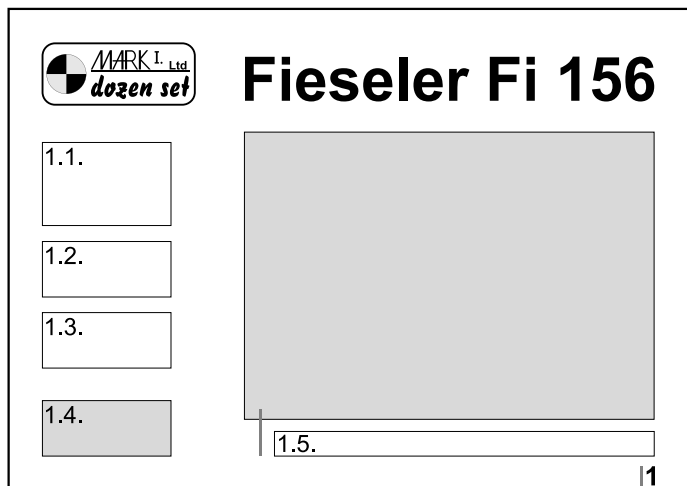 MARK I. Ltd
dozen set
Fieseler Fi 156
1.1.
1.2.
1.3.
1.4.
1.5.
1